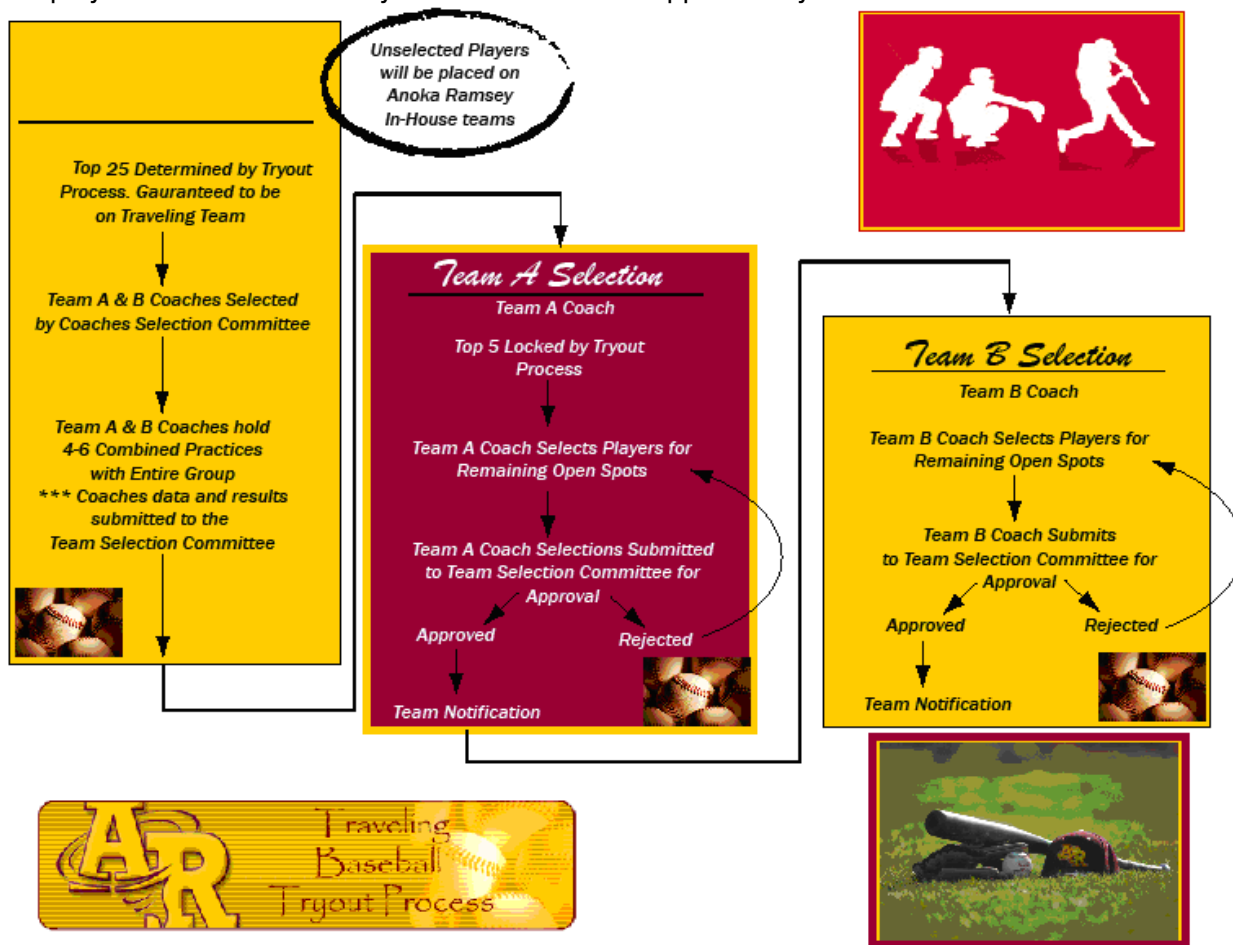 Unselected Players
will be placed on
Anoka Ramsey
In-House teams
Top 25 Determined by Tryout
Process. Gauranteed to be
on Traveling Team
Team A & B Coaches Selected
by Coaches Selection Committee
Team A & B Coaches hold
4-6 Combined Practices
with Entire Group
*** Coaches data and results
submitted to the
Team Selection Committee
Team A Selection
Team A Coach
Top 5 Locked by Tryout
Process
Team A Coach Selects Players for
Remaining Open Spots
Team A Coach Selections Submitted
to Team Selection Committee for
Approval
Approved
Rejected
Team Notification
Team B Selection
Team B Coach
Team B Coach Selects Players for
Remaining Open Spots
Team B Coach Submits
to Team Selection Committee for
Approval
Approved
Rejected
Team Notification
AR
Traveling
Baseball
Tryout Process
AR